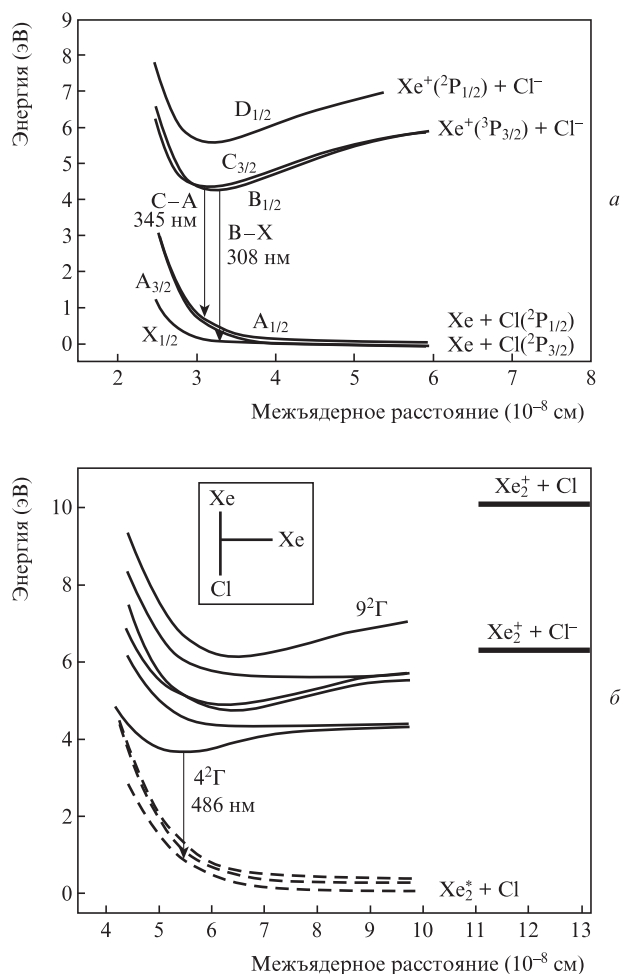 Энергия (эВ)
9
8
7
6
5
4
3
2
1
0
D₁/₂
Xe⁺(²P₁/₂) + Cl⁻
Xe⁺(³P₃/₂) + Cl⁻
C₃/₂
B₁/₂
C–A
345 нм
B–X
308 нм
A₃/₂
X₁/₂
A₁/₂
Xe + Cl(²P₁/₂)
Xe + Cl(²P₃/₂)
2 3 4 5 6 7 8
Межъядерное расстояние (10⁻⁸ см)
а
Энергия (эВ)
10
8
6
4
2
0
Xe
Xe
Cl
9²Г
Xe₂⁺ + Cl
Xe₂⁺ + Cl⁻
4²Г
486 нм
Xe₂* + Cl
4 5 6 7 8 9 10 11 12 13
Межъядерное расстояние (10⁻⁸ см)
б